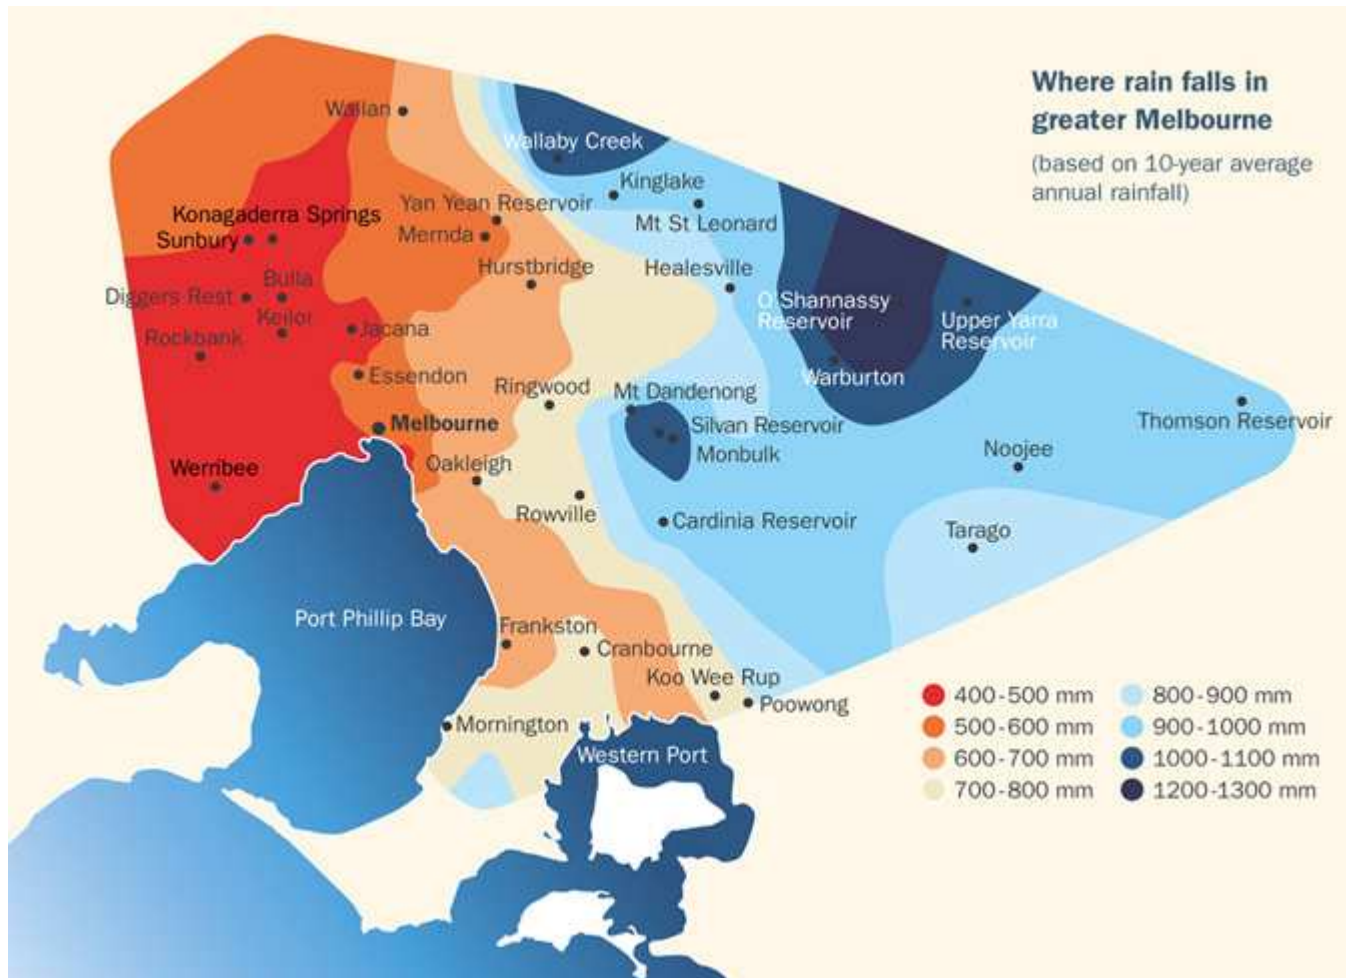 Where rain falls in
greater Melbourne
(based on 10-year average
annual rainfall)
Wallan
Wallaby Creek
Kinglake
Yan Yean Reservoir
Konagaderra Springs
Mt St Leonard
Mernda
Sunbury
Hurstbridge
Healesville
Bulla
Diggers Rest
O'Shannassy
Reservoir
Keilor
Upper Yarra
Reservoir
Jacana
Rockbank
Essendon
Warburton
Ringwood
Mt Dandenong
Melbourne
Silvan Reservoir
Thomson Reservoir
Monbulk
Noojee
Werribee
Oakleigh
Rowville
Cardinia Reservoir
Tarago
Port Phillip Bay
Frankston
Cranbourne
Koo Wee Rup
Poowong
Mornington
Western Port
400-500 mm
500-600 mm
600-700 mm
700-800 mm
800-900 mm
900-1000 mm
1000-1100 mm
1200-1300 mm